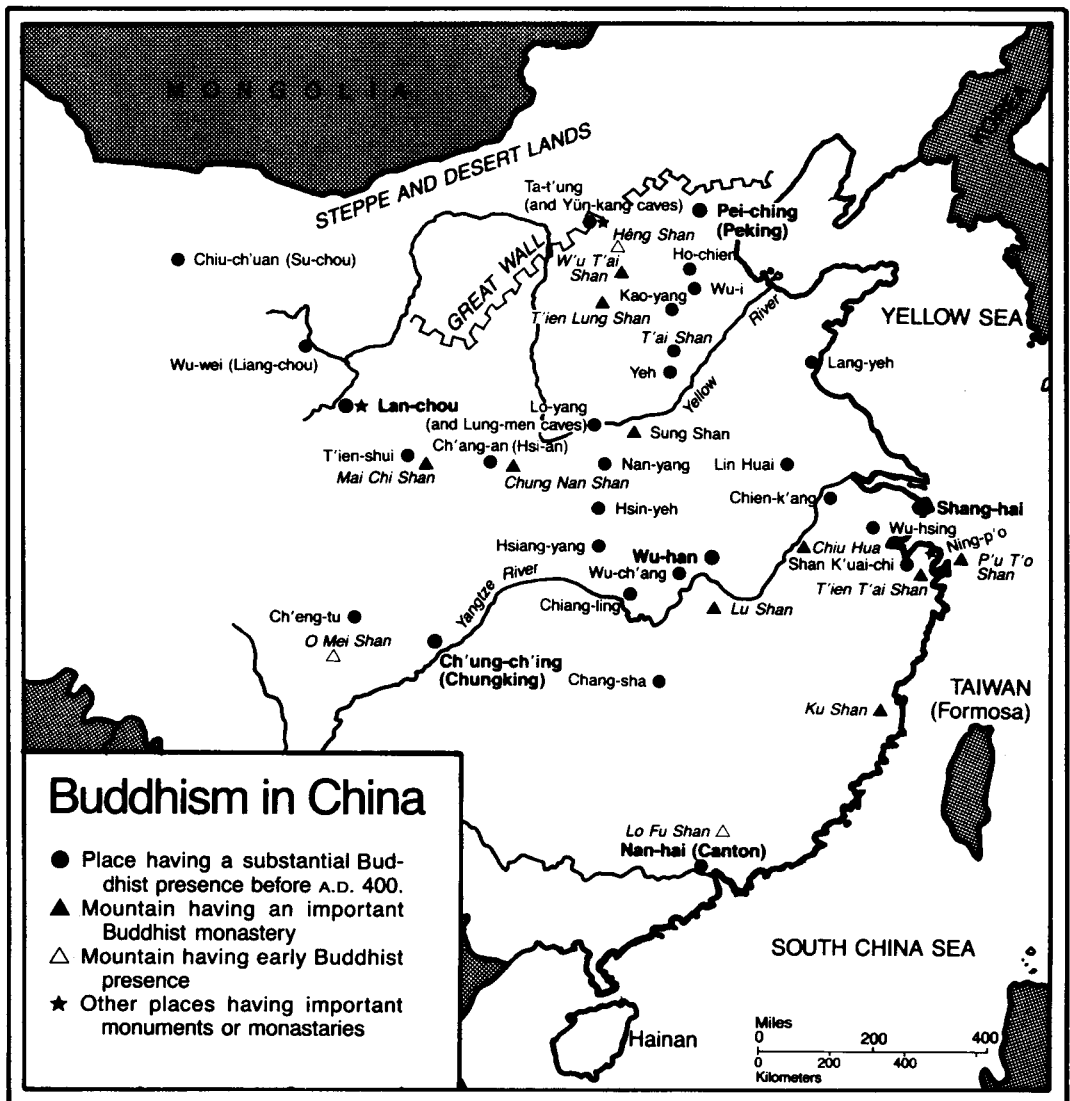 MONGOLIA
KOREA
STEPPE AND DESERT LANDS
Ta-t'ung
(and Yün-kang caves)
Pei-ching
(Peking)
Hêng Shan
Chiu-ch'uan (Su-chou)
GREAT WALL
W'u T'ai
Shan
Ho-chien
Wu-i
Kao-yang
T'ien Lung Shan
River
YELLOW SEA
T'ai Shan
Wu-wei (Liang-chou)
Yeh
Lang-yeh
Yellow
Lan-chou
Lo-yang
(and Lung-men caves)
Sung Shan
Ch'ang-an (Hsi-an)
T'ien-shui
Mai Chi Shan
Chung Nan Shan
Nan-yang
Lin Huai
Chien-k'ang
Hsin-yeh
Shang-hai
Wu-hsing
Ning-p'o
Hsiang-yang
Wu-han
Chiu Hua
P'u T'o
Shan
Shan K'uai-chi
River
Wu-ch'ang
T'ien T'ai Shan
Yangtze
Chiang-ling
Lu Shan
Ch'eng-tu
O Mei Shan
Ch'ung-ch'ing
(Chungking)
Chang-sha
TAIWAN
(Formosa)
Ku Shan
Buddhism in China
Place having a substantial Bud-
dhist presence before A.D. 400.
Mountain having an important
Buddhist monastery
Mountain having early Buddhist
presence
Other places having important
monuments or monastaries
Lo Fu Shan
Nan-hai (Canton)
SOUTH CHINA SEA
Hainan
Miles
0 200 400
0 200 400
Kilometers